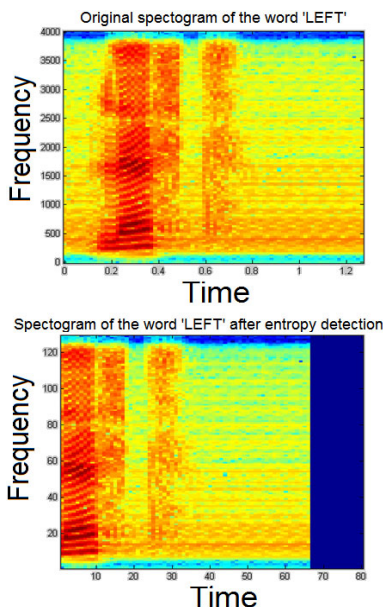 Original spectogram of the word 'LEFT'
4000
3500
3000
2500
2000
1500
1000
500
0
Frequency
0 0.2 0.4 0.6 0.8 1 1.2
Time
Spectogram of the word 'LEFT' after entropy detection
120
100
80
60
40
20
Frequency
10 20 30 40 50 60 70 80
Time